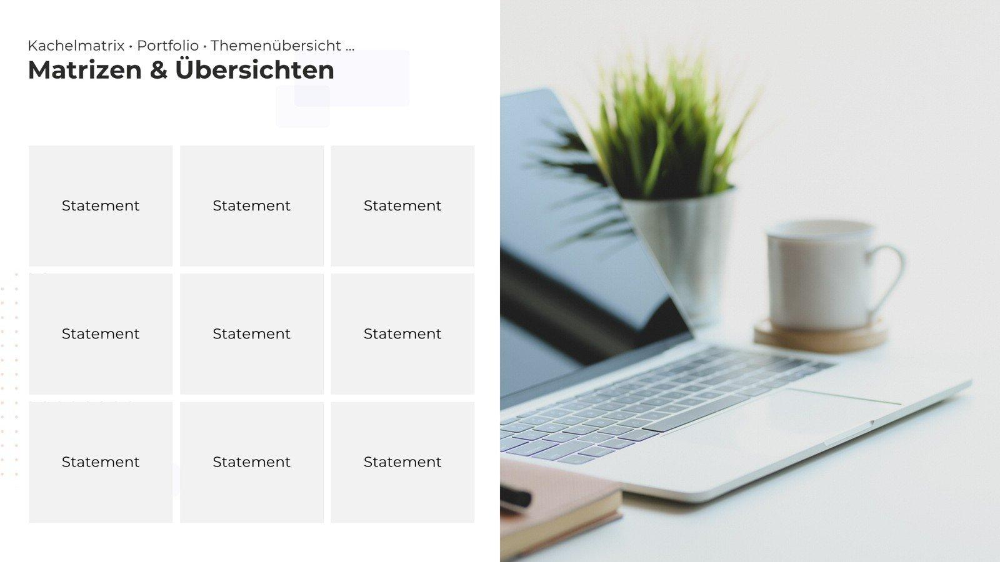 Kachelmatrix • Portfolio • Themenübersicht ...
Matrizen & Übersichten
Statement
Statement
Statement
Statement
Statement
Statement
Statement
Statement
Statement